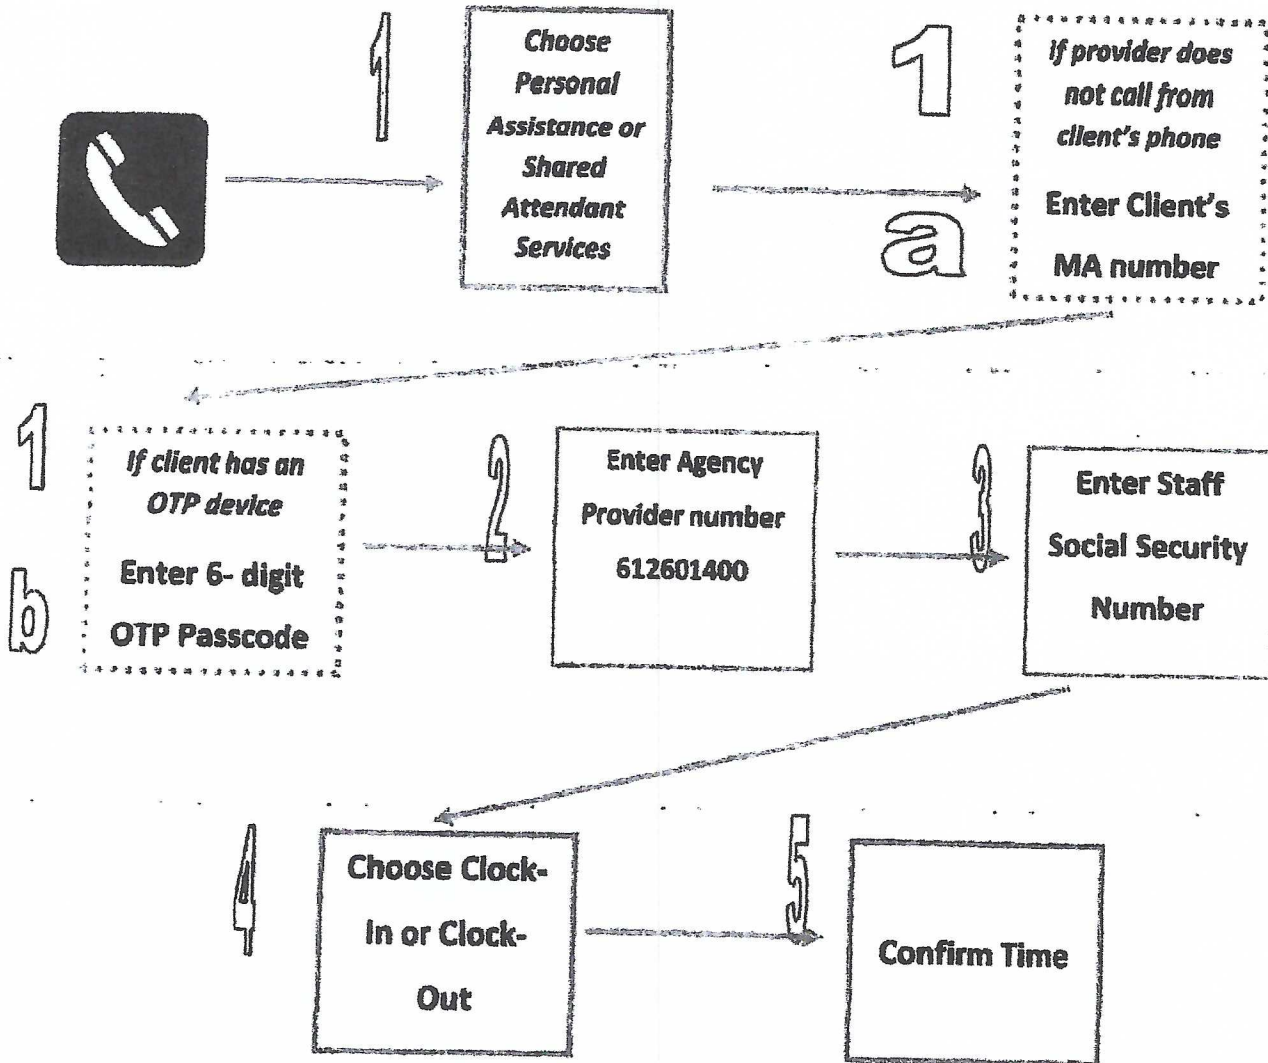 1
Choose
Personal
Assistance or
Shared
Attendant
Services
1
a
If provider does
not call from
client's phone
Enter Client's
MA number
1
b
If client has an
OTP device
Enter 6- digit
OTP Passcode
2
Enter Agency
Provider number
612601400
3
Enter Staff
Social Security
Number
4
Choose Clock-
In or Clock-
Out
5
Confirm Time